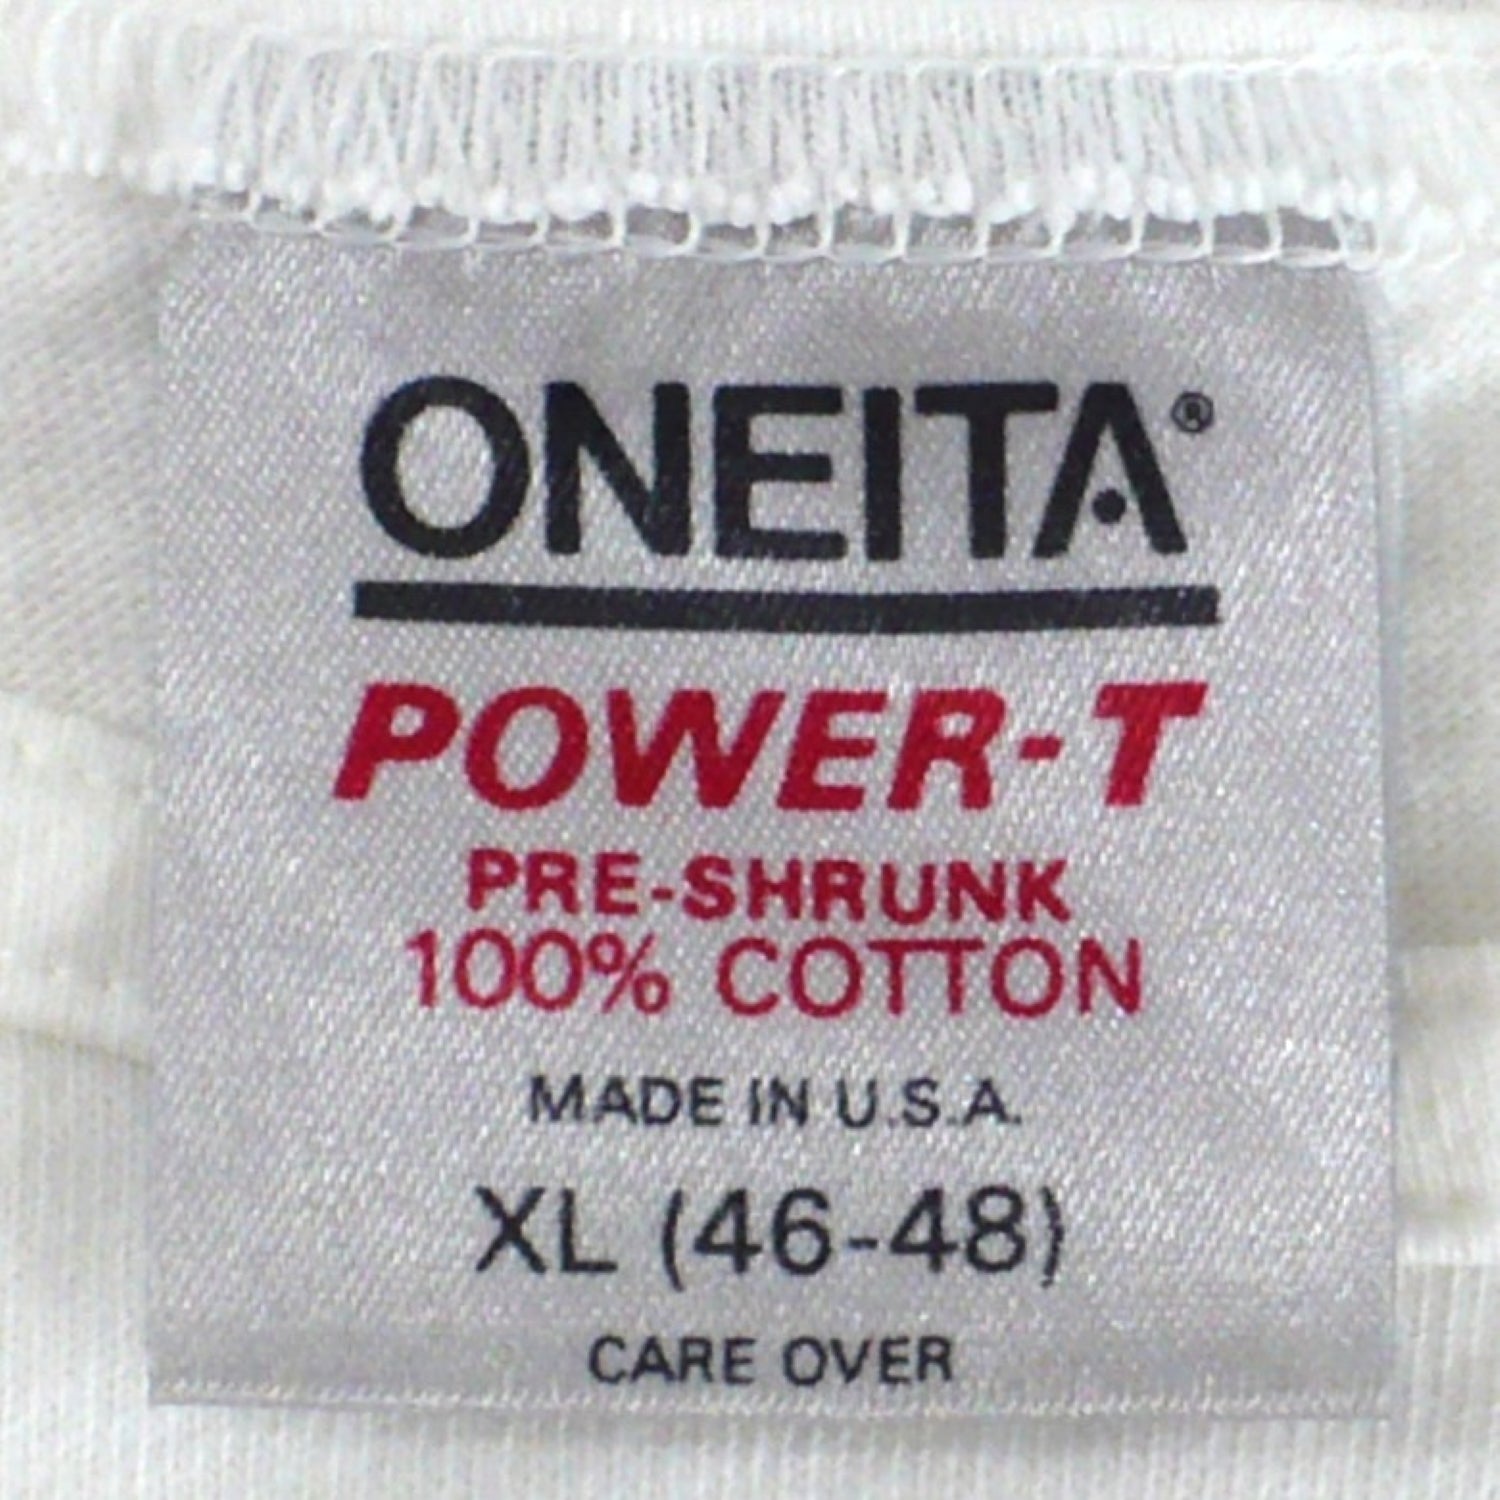 ONEITA®
POWER-T
PRE-SHRUNK
100% COTTON
MADE IN U.S.A.
XL (46-48)
CARE OVER